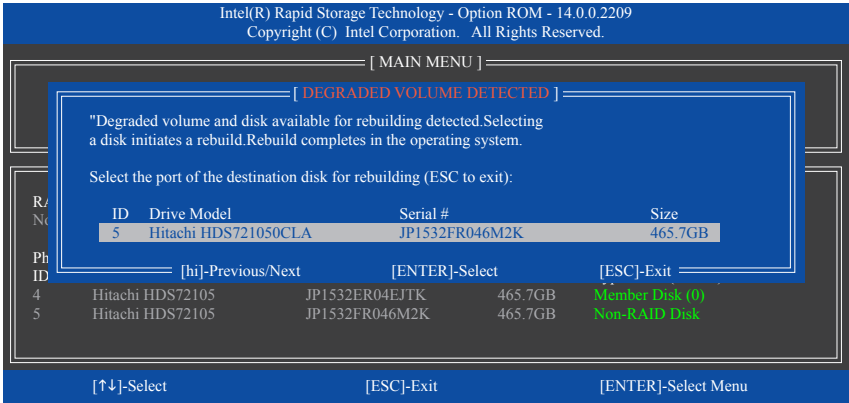 Intel(R) Rapid Storage Technology - Option ROM - 14.0.0.2209
Copyright (C) Intel Corporation. All Rights Reserved.
[ MAIN MENU ]
[ DEGRADED VOLUME DETECTED ]
"Degraded volume and disk available for rebuilding detected.Selecting
a disk initiates a rebuild.Rebuild completes in the operating system.
Select the port of the destination disk for rebuilding (ESC to exit):
ID Drive Model Serial # Size
5 Hitachi HDS721050CLA JP1532FR046M2K 465.7GB
[hi]-Previous/Next [ENTER]-Select [ESC]-Exit
ID
4 Hitachi HDS72105 JP1532ER04EJTK 465.7GB Member Disk (0)
5 Hitachi HDS72105 JP1532FR046M2K 465.7GB Non-RAID Disk
[↑↓]-Select [ESC]-Exit [ENTER]-Select Menu